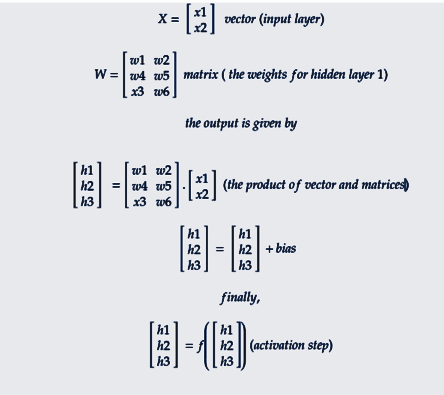 X = [x1 x2] vector (input layer)
W = [w1 w2 w4 w5 x3 w6] matrix ( the weights for hidden layer 1)
the output is given by
[h1 h2 h3] = [w1 w2 w4 w5 x3 w6] . [x1 x2] (the product of vector and matrices)
[h1 h2 h3] = [h1 h2 h3] + bias
finally,
[h1 h2 h3] = f([h1 h2 h3]) (activation step)